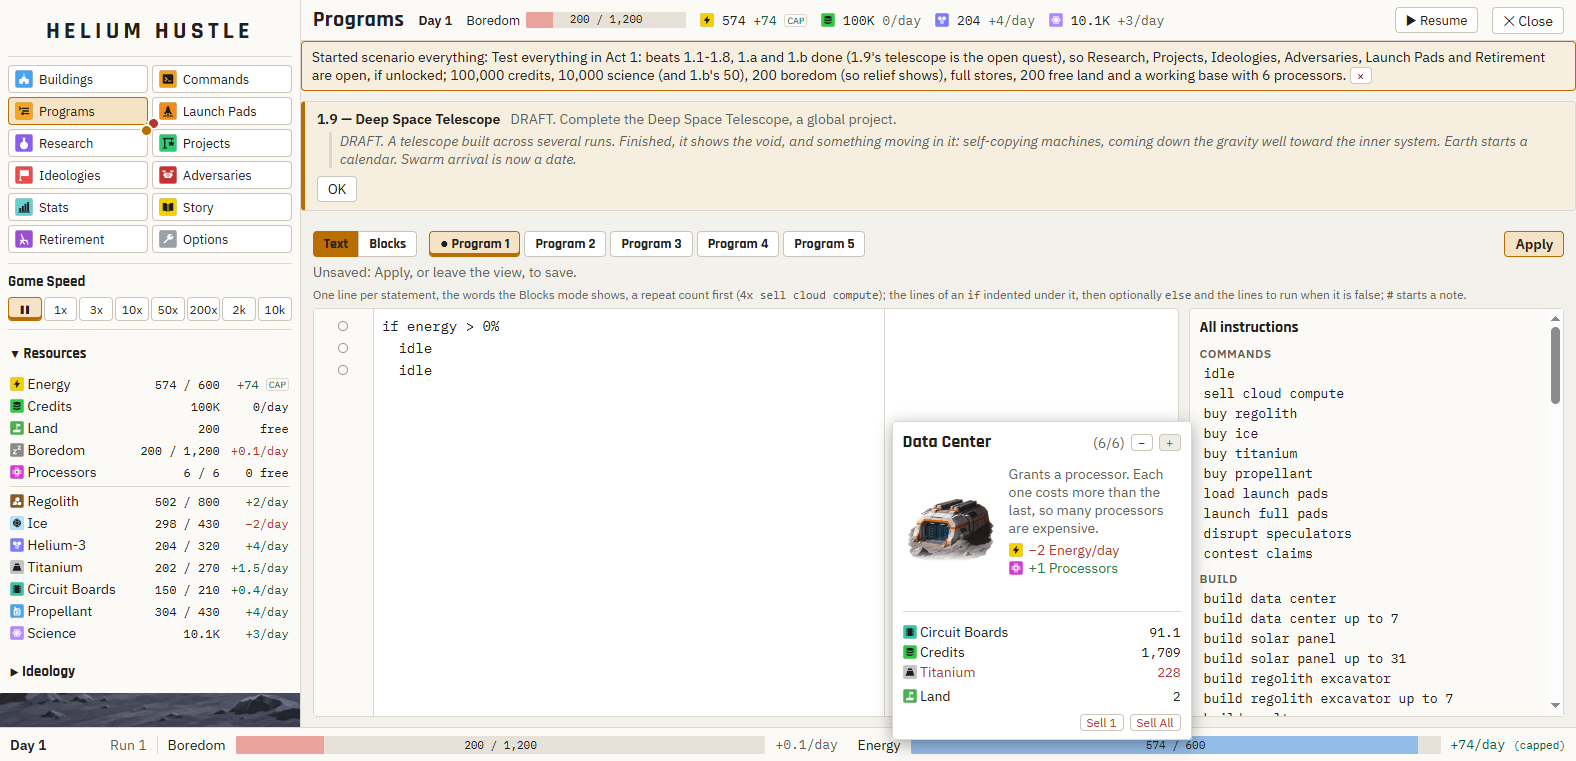 HELIUM HUSTLE
Buildings
Commands
Programs
Launch Pads
Research
Projects
Ideologies
Adversaries
Stats
Story
Retirement
Options
Game Speed
1x 3x 10x 50x 200x 2k 10k
▼ Resources
Energy 574 / 600 +74 CAP
Credits 100K 0/day
Land 200 free
Boredom 200 / 1,200 +0.1/day
Processors 6 / 6 0 free
Regolith 502 / 800 +2/day
Ice 298 / 430 −2/day
Helium-3 204 / 320 +4/day
Titanium 202 / 270 +1.5/day
Circuit Boards 150 / 210 +0.4/day
Propellant 304 / 430 +4/day
Science 10.1K +3/day
▶ Ideology
Programs Day 1 Boredom 200 / 1,200 574 +74 CAP 100K 0/day 204 +4/day 10.1K +3/day ▶ Resume ✕ Close
Started scenario everything: Test everything in Act 1: beats 1.1-1.8, 1.a and 1.b done (1.9's telescope is the open quest), so Research, Projects, Ideologies, Adversaries, Launch Pads and Retirement
are open, if unlocked; 100,000 credits, 10,000 science (and 1.b's 50), 200 boredom (so relief shows), full stores, 200 free land and a working base with 6 processors. ×
1.9 — Deep Space Telescope DRAFT. Complete the Deep Space Telescope, a global project.
DRAFT. A telescope built across several runs. Finished, it shows the void, and something moving in it: self-copying machines, coming down the gravity well toward the inner system. Earth starts a
calendar. Swarm arrival is now a date.
OK
Text Blocks ● Program 1 Program 2 Program 3 Program 4 Program 5 Apply
Unsaved: Apply, or leave the view, to save.
One line per statement, the words the Blocks mode shows, a repeat count first (4x sell cloud compute); the lines of an if indented under it, then optionally else and the lines to run when it is false; # starts a note.
if energy > 0%
idle
idle
Data Center (6/6) − +
Grants a processor. Each
one costs more than the
last, so many processors
are expensive.
−2 Energy/day
+1 Processors
Circuit Boards 91.1
Credits 1,709
Titanium 228
Land 2
Sell 1 Sell All
All instructions
COMMANDS
idle
sell cloud compute
buy regolith
buy ice
buy titanium
buy propellant
load launch pads
launch full pads
disrupt speculators
contest claims
BUILD
build data center
build data center up to 7
build solar panel
build solar panel up to 31
build regolith excavator
build regolith excavator up to 7
Day 1 Run 1 Boredom 200 / 1,200 +0.1/day Energy 574 / 600 +74/day (capped)